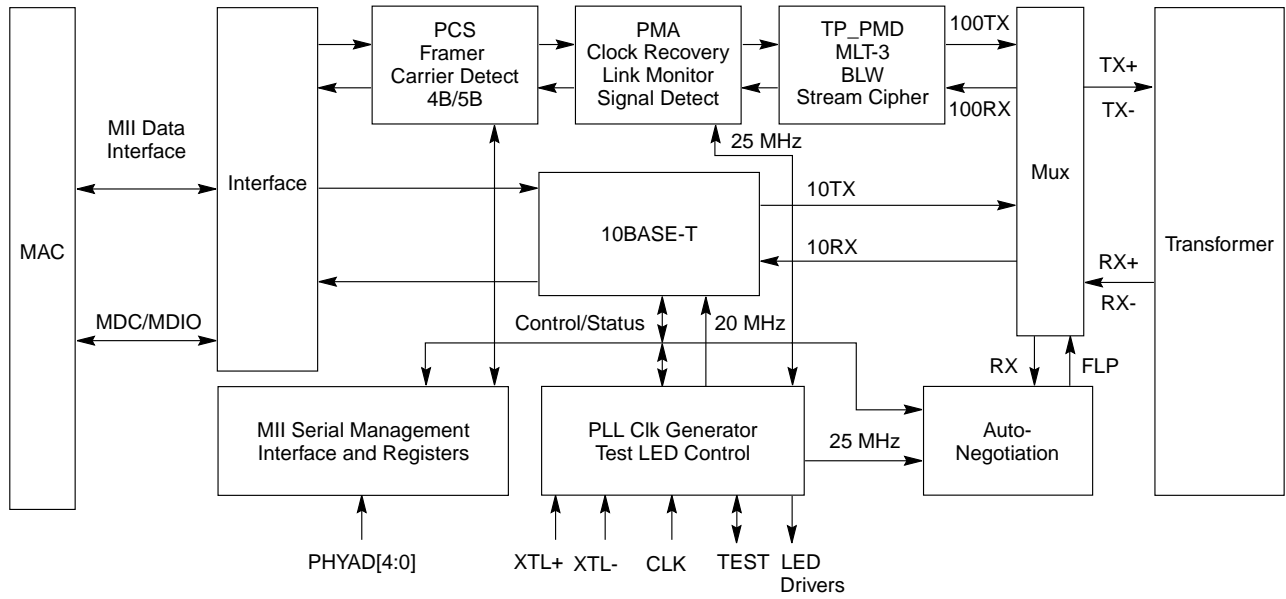 PCS
Framer
Carrier Detect
4B/5B
PMA
Clock Recovery
Link Monitor
Signal Detect
TP_PMD
MLT-3
BLW
Stream Cipher
100TX
100RX
TX+
TX-
MII Data
Interface
Interface
25 MHz
Mux
MAC
10BASE-T
10TX
10RX
Transformer
RX+
RX-
MDC/MDIO
Control/Status
20 MHz
RX
FLP
MII Serial Management
Interface and Registers
PLL Clk Generator
Test LED Control
25 MHz
Auto-
Negotiation
PHYAD[4:0]
XTL+
XTL-
CLK
TEST
LED
Drivers